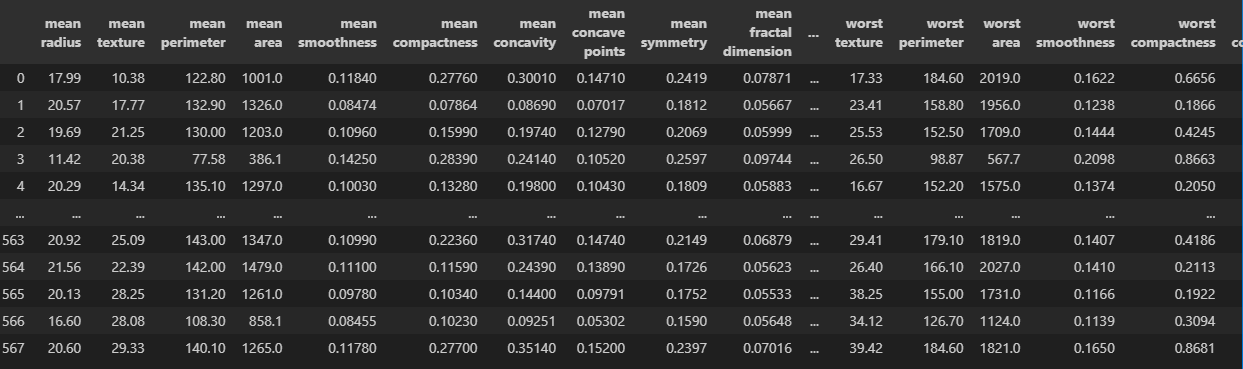 mean radius mean texture mean perimeter mean area mean smoothness mean compactness mean concavity mean concave points mean symmetry mean fractal dimension ... worst texture worst perimeter worst area worst smoothness worst compactness
0 17.99 10.38 122.80 1001.0 0.11840 0.27760 0.30010 0.14710 0.2419 0.07871 ... 17.33 184.60 2019.0 0.1622 0.6656
1 20.57 17.77 132.90 1326.0 0.08474 0.07864 0.08690 0.07017 0.1812 0.05667 ... 23.41 158.80 1956.0 0.1238 0.1866
2 19.69 21.25 130.00 1203.0 0.10960 0.15990 0.19740 0.12790 0.2069 0.05999 ... 25.53 152.50 1709.0 0.1444 0.4245
3 11.42 20.38 77.58 386.1 0.14250 0.28390 0.24140 0.10520 0.2597 0.09744 ... 26.50 98.87 567.7 0.2098 0.8663
4 20.29 14.34 135.10 1297.0 0.10030 0.13280 0.19800 0.10430 0.1809 0.05883 ... 16.67 152.20 1575.0 0.1374 0.2050
... ... ... ... ... ... ... ... ... ... ... ... ... ... ... ... ...
563 20.92 25.09 143.00 1347.0 0.10990 0.22360 0.31740 0.14740 0.2149 0.06879 ... 29.41 179.10 1819.0 0.1407 0.4186
564 21.56 22.39 142.00 1479.0 0.11100 0.11590 0.24390 0.13890 0.1726 0.05623 ... 26.40 166.10 2027.0 0.1410 0.2113
565 20.13 28.25 131.20 1261.0 0.09780 0.10340 0.14400 0.09791 0.1752 0.05533 ... 38.25 155.00 1731.0 0.1166 0.1922
566 16.60 28.08 108.30 858.1 0.08455 0.10230 0.09251 0.05302 0.1590 0.05648 ... 34.12 126.70 1124.0 0.1139 0.3094
567 20.60 29.33 140.10 1265.0 0.11780 0.27700 0.35140 0.15200 0.2397 0.07016 ... 39.42 184.60 1821.0 0.1650 0.8681